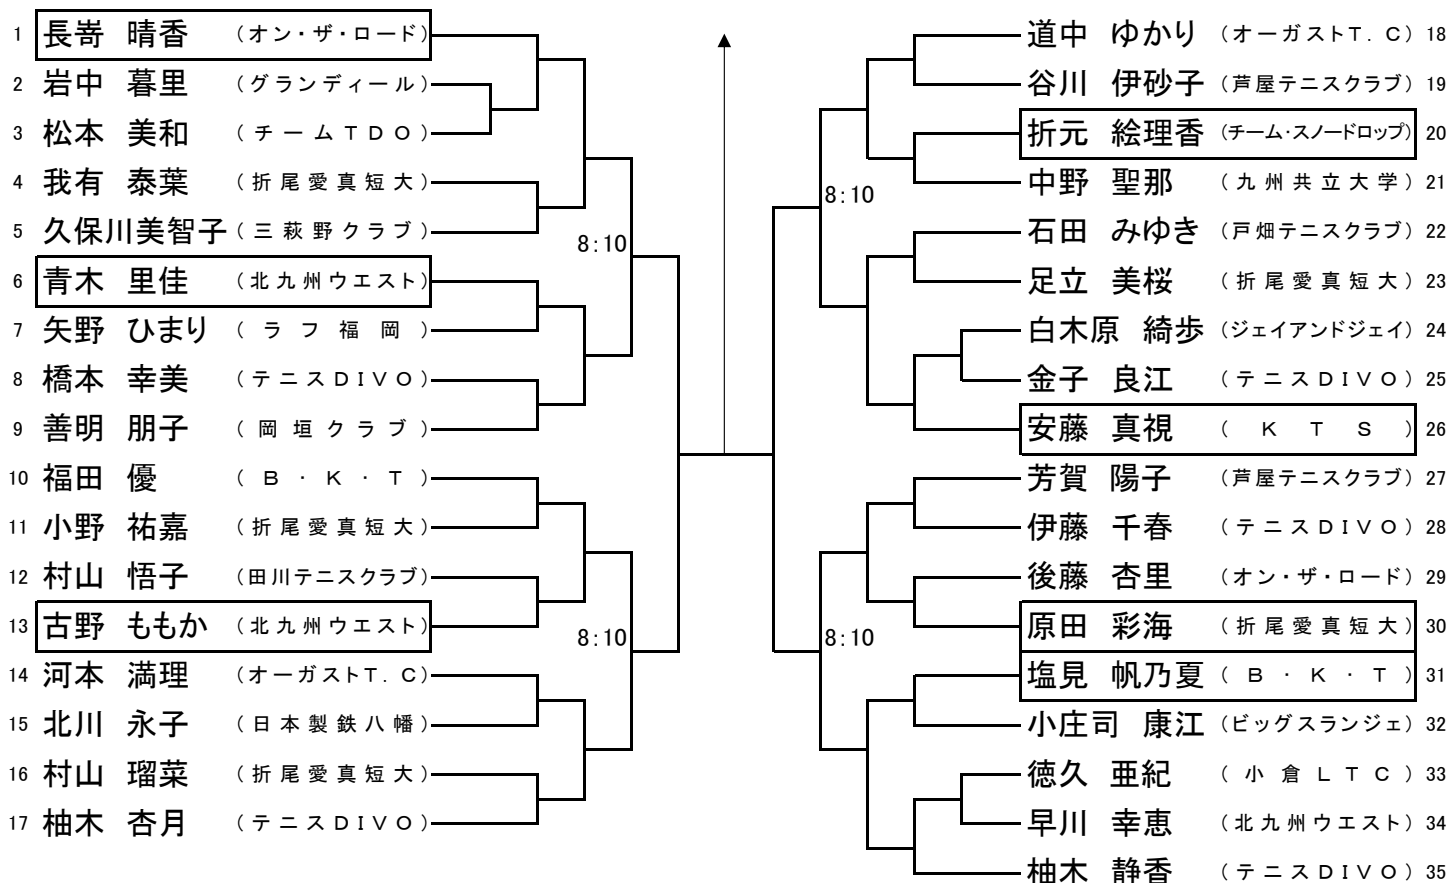 1 長嵜 晴香 (オン・ザ・ロード)
2 岩中 暮里 (グランディール)
3 松本 美和 (チームTDO)
4 我有 泰葉 (折尾愛真短大)
5 久保川美智子 (三萩野クラブ)
8:10
6 青木 里佳 (北九州ウエスト)
7 矢野 ひまり (ラフ福岡)
8 橋本 幸美 (テニスDIVO)
9 善明 朋子 (岡垣クラブ)
10 福田 優 (B・K・T)
11 小野 祐嘉 (折尾愛真短大)
12 村山 悟子 (田川テニスクラブ)
13 古野 ももか (北九州ウエスト)
8:10
14 河本 満理 (オーガストT.C)
15 北川 永子 (日本製鉄八幡)
16 村山 瑠菜 (折尾愛真短大)
17 柚木 杏月 (テニスDIVO)
道中 ゆかり (オーガストT.C) 18
谷川 伊砂子 (芦屋テニスクラブ) 19
折元 絵理香 (チーム・スノードロップ) 20
中野 聖那 (九州共立大学) 21
8:10
石田 みゆき (戸畑テニスクラブ) 22
足立 美桜 (折尾愛真短大) 23
白木原 綺歩 (ジェイアンドジェイ) 24
金子 良江 (テニスDIVO) 25
安藤 真視 (KTS) 26
芳賀 陽子 (芦屋テニスクラブ) 27
伊藤 千春 (テニスDIVO) 28
後藤 杏里 (オン・ザ・ロード) 29
原田 彩海 (折尾愛真短大) 30
8:10
塩見 帆乃夏 (B・K・T) 31
小庄司 康江 (ビッグスランジェ) 32
徳久 亜紀 (小倉LTC) 33
早川 幸恵 (北九州ウエスト) 34
柚木 静香 (テニスDIVO) 35